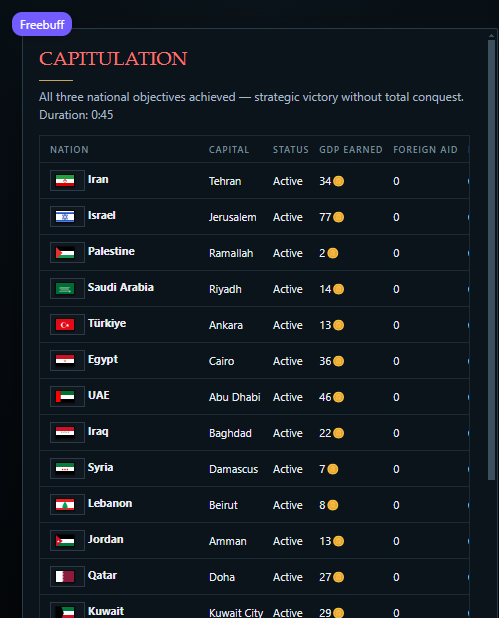 Freebuff
CAPITULATION
All three national objectives achieved — strategic victory without total conquest.
Duration: 0:45
NATION CAPITAL STATUS GDP EARNED FOREIGN AID
Iran Tehran Active 34 0
Israel Jerusalem Active 77 0
Palestine Ramallah Active 2 0
Saudi Arabia Riyadh Active 14 0
Türkiye Ankara Active 13 0
Egypt Cairo Active 36 0
UAE Abu Dhabi Active 46 0
Iraq Baghdad Active 22 0
Syria Damascus Active 7 0
Lebanon Beirut Active 8 0
Jordan Amman Active 13 0
Qatar Doha Active 27 0
Kuwait Kuwait City Active 29 0